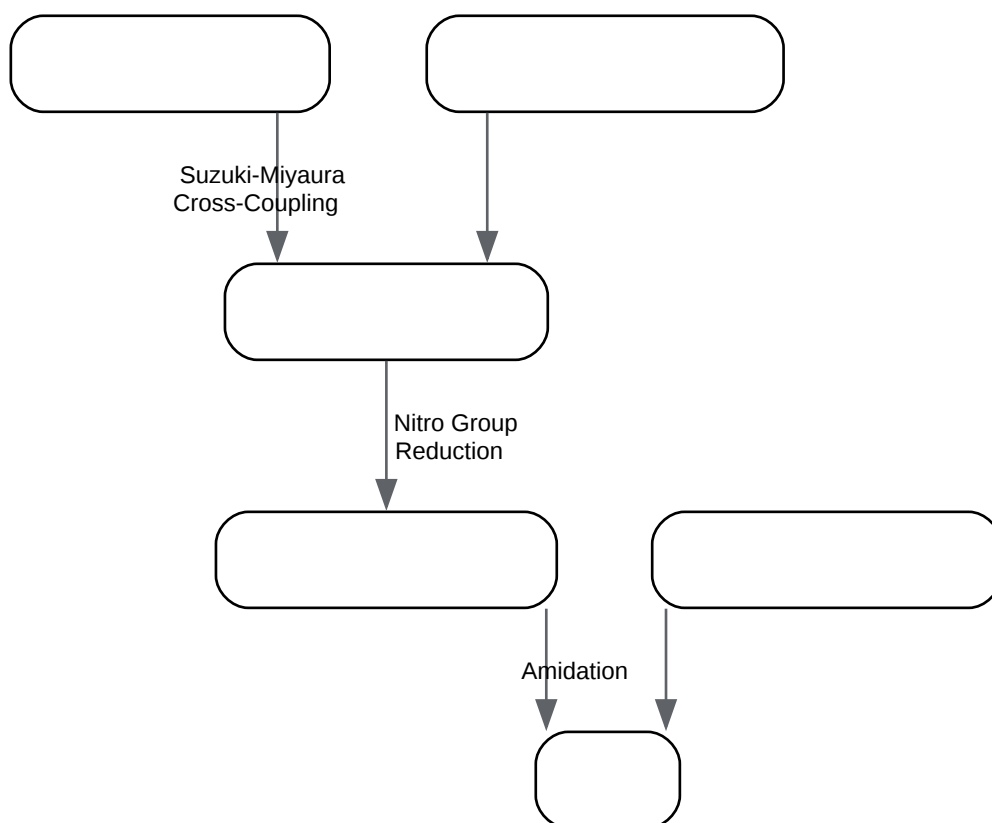 Suzuki-Miyaura
Cross-Coupling
Nitro Group
Reduction
Amidation